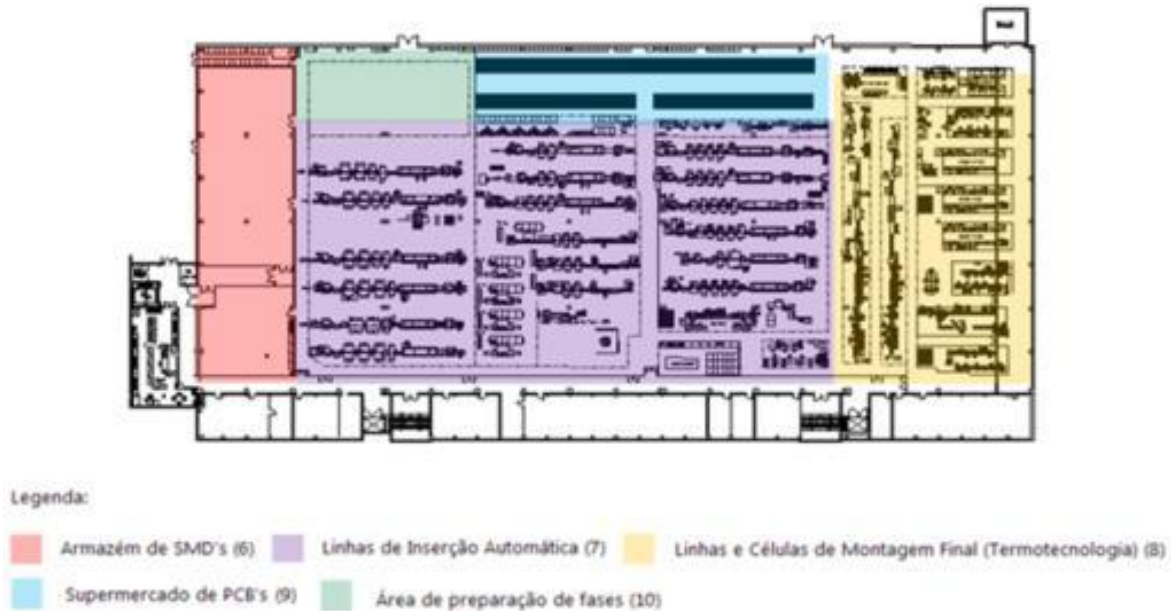 Legenda:
Armazém de SMD's (6) Linhas de Inserção Automática (7) Linhas e Células de Montagem Final (Termotecnologia) (8)
Supermercado de PCB's (9) Área de preparação de fases (10)